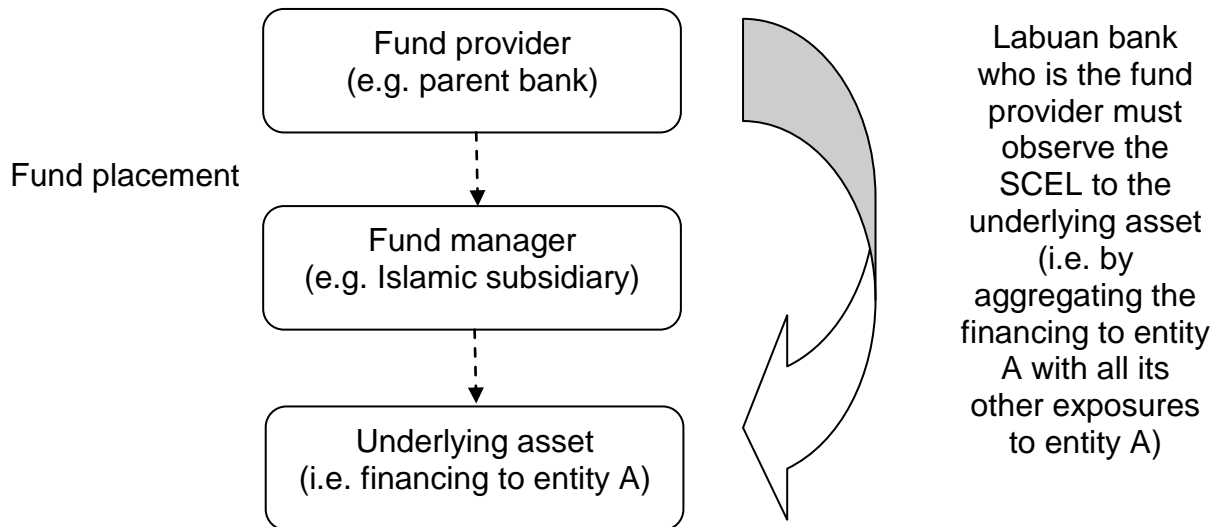 Fund provider
(e.g. parent bank)
Fund placement
Fund manager
(e.g. Islamic subsidiary)
Underlying asset
(i.e. financing to entity A)
Labuan bank
who is the fund
provider must
observe the
SCEL to the
underlying asset
(i.e. by
aggregating the
financing to entity
A with all its
other exposures
to entity A)